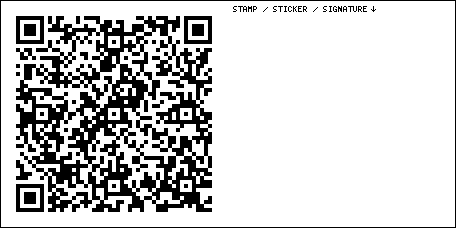 STAMP / STICKER / SIGNATURE ↓